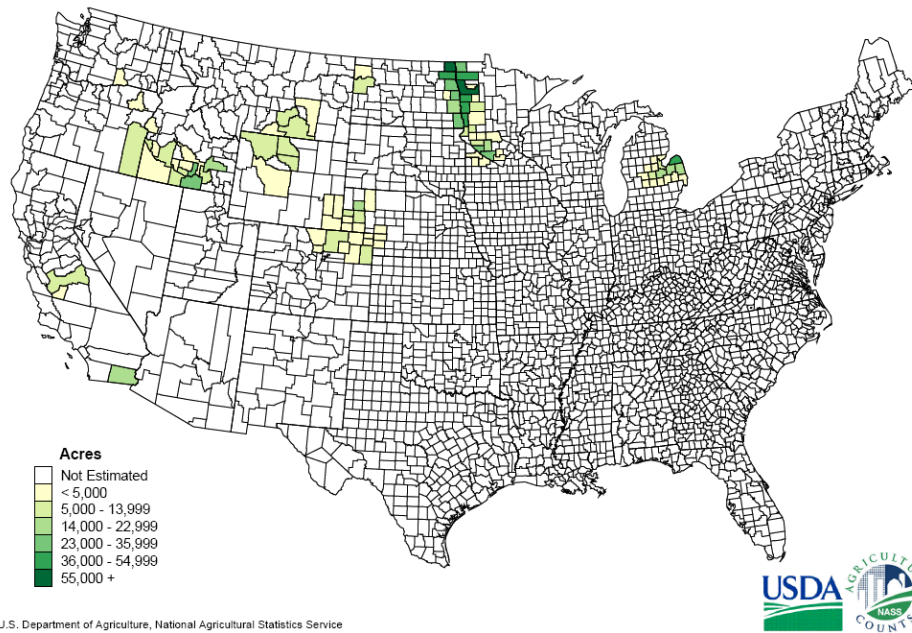 Acres
Not Estimated
< 5,000
5,000 - 13,999
14,000 - 22,999
23,000 - 35,999
36,000 - 54,999
55,000 +
USDA
AGRICULTU
NASS
COUNTS
U.S. Department of Agriculture, National Agricultural Statistics Service